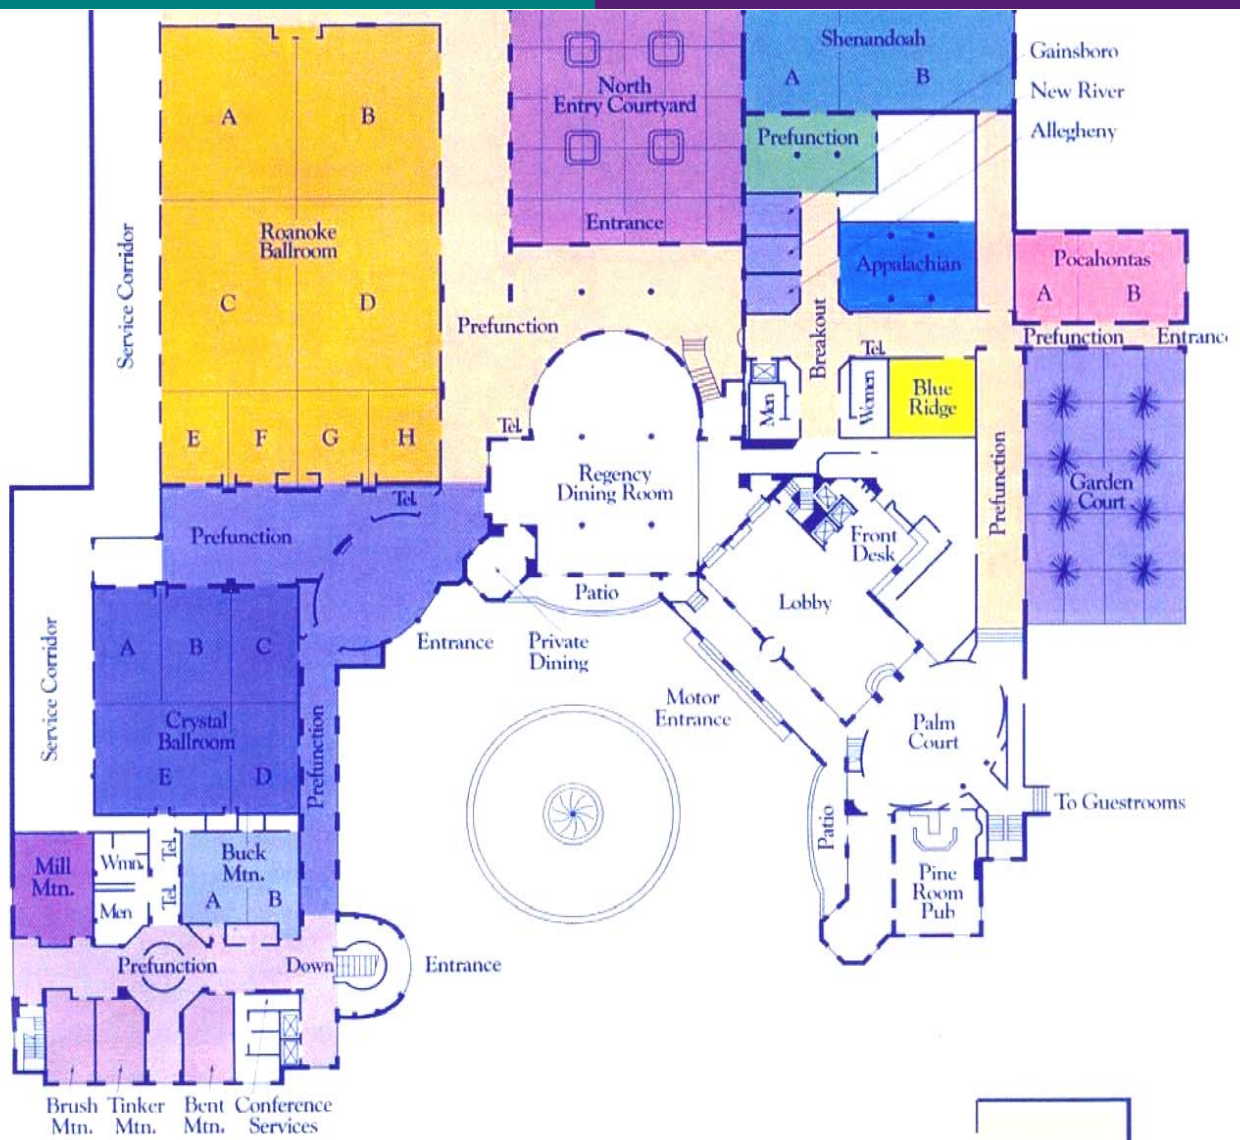 Shenandoah
A
B
Gainsboro
New River
Allegheny
North
Entry Courtyard
Entrance
A
B
Roanoke
Ballroom
C
D
E
F
G
H
Service Corridor
Prefunction
Prefunction
Appalachian
Pocahontas
A
B
Prefunction
Entranc
Breakout
Tel.
Men
Women
Blue
Ridge
Prefunction
Garden
Court
Tel.
Regency
Dining Room
Tel.
Prefunction
Front
Desk
Lobby
Patio
Entrance
Private
Dining
Motor
Entrance
A
B
C
Crystal
Ballroom
E
D
Service Corridor
Prefunction
Palm
Court
To Guestrooms
Patio
Pine
Room
Pub
Mill
Mtn.
Wmn.
Men
Tel.
Tel.
Buck
Mtn.
A
B
Prefunction
Down
Entrance
Brush
Mtn.
Tinker
Mtn.
Bent
Mtn.
Conference
Services